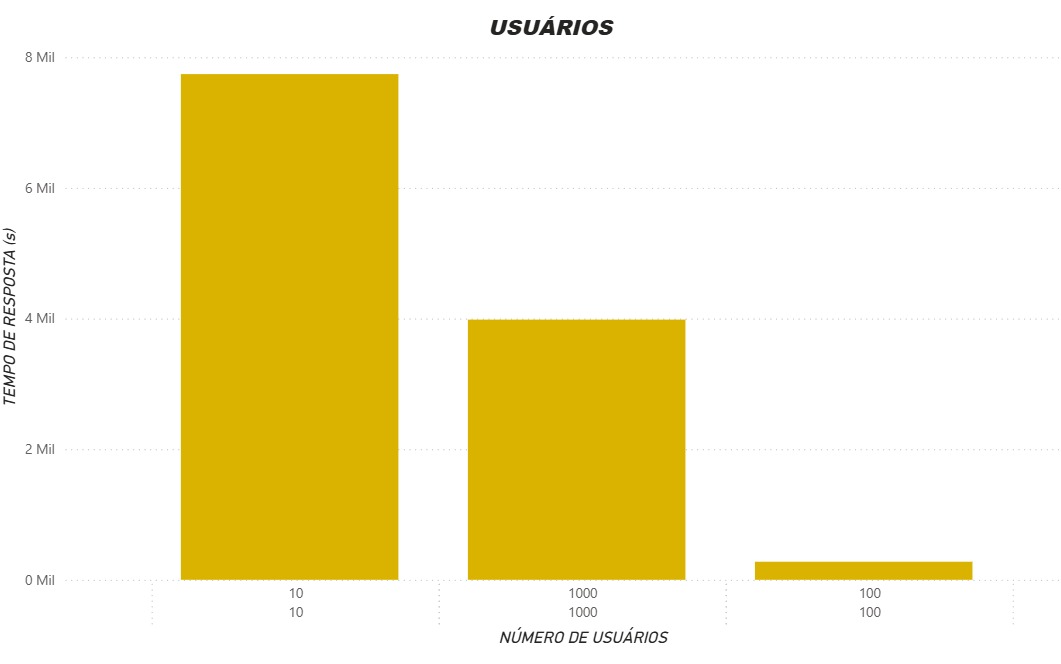 USUÁRIOS
8 Mil
6 Mil
4 Mil
2 Mil
0 Mil
TEMPO DE RESPOSTA (s)
10
1000
100
10
1000
100
NÚMERO DE USUÁRIOS